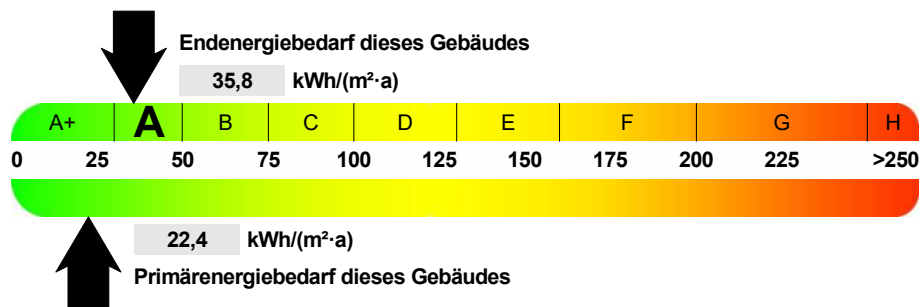 Endenergiebedarf dieses Gebäudes
35,8 kWh/(m²·a)
A+ A B C D E F G H
0 25 50 75 100 125 150 175 200 225 >250
22,4 kWh/(m²·a)
Primärenergiebedarf dieses Gebäudes